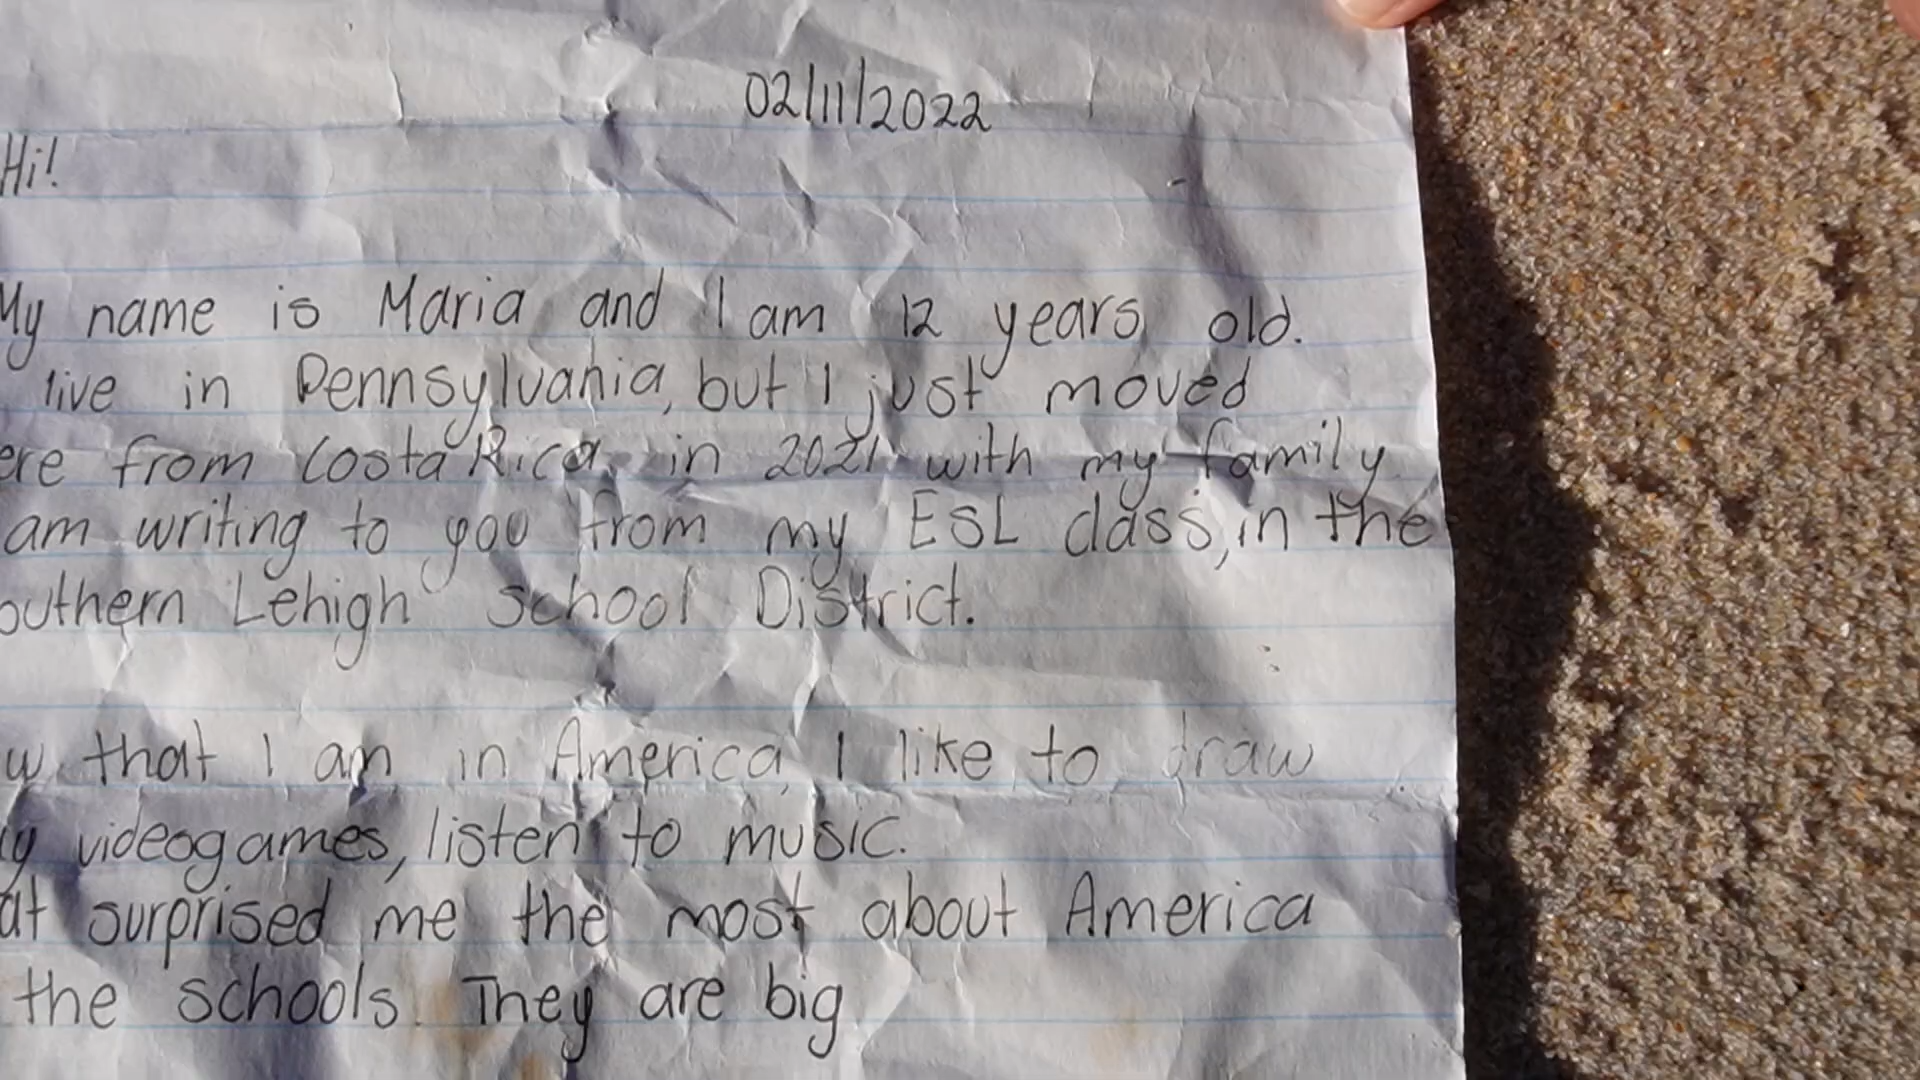 02/11/2022
Hi!
My name is Maria and I am 12 years old.
live in Pennsylvania, but I just moved
ere from Costa Rica, in 2021 with my family.
am writing to you from my ESL class, in the
outhern Lehigh school District.
w that I am in America, I like to draw
y videogames, listen to music.
at surprised me the most about America
the schools. They are big